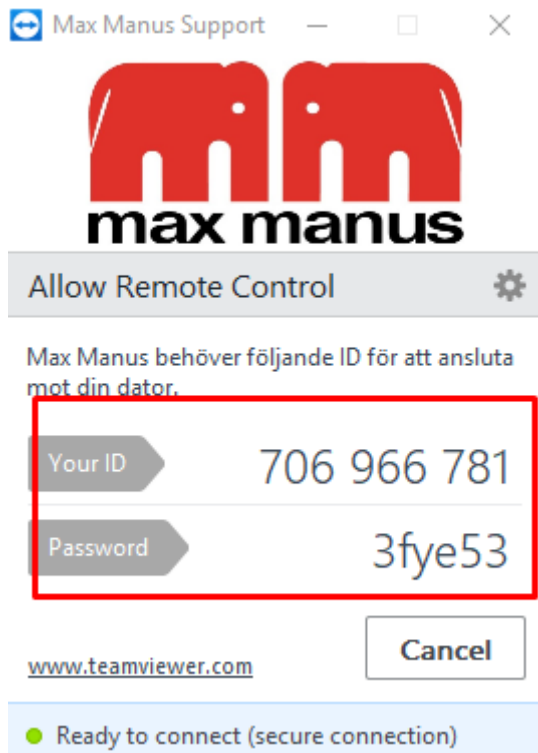 Max Manus Support
max manus
Allow Remote Control
Max Manus behöver följande ID för att ansluta
mot din dator.
Your ID 706 966 781
Password 3fye53
www.teamviewer.com Cancel
Ready to connect (secure connection)